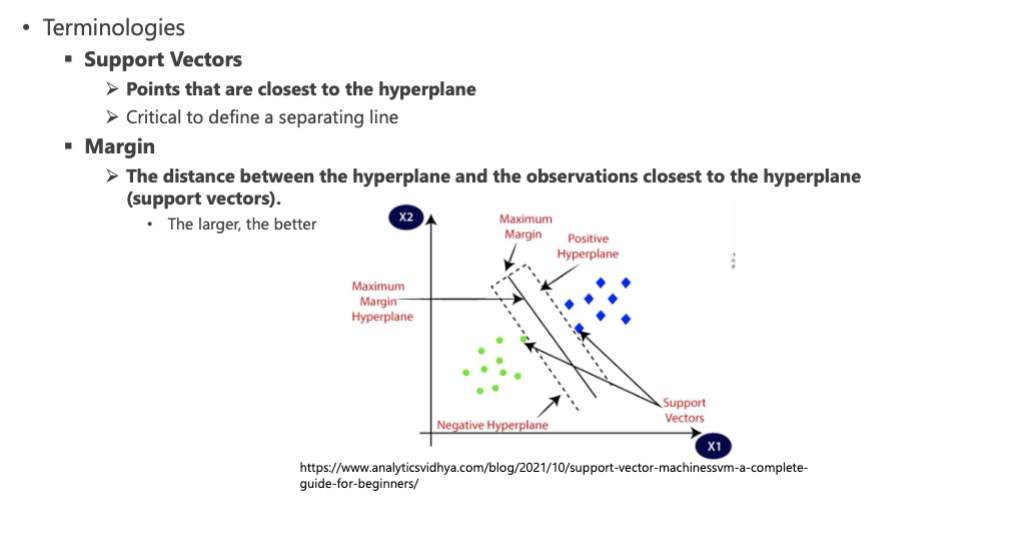 • Terminologies
▪ Support Vectors
➢ Points that are closest to the hyperplane
➢ Critical to define a separating line
▪ Margin
➢ The distance between the hyperplane and the observations closest to the hyperplane
(support vectors).
• The larger, the better
X2
Maximum
Margin
Positive
Hyperplane
Maximum
Margin
Hyperplane
Support
Vectors
Negative Hyperplane
X1
https://www.analyticsvidhya.com/blog/2021/10/support-vector-machinessvm-a-complete-
guide-for-beginners/